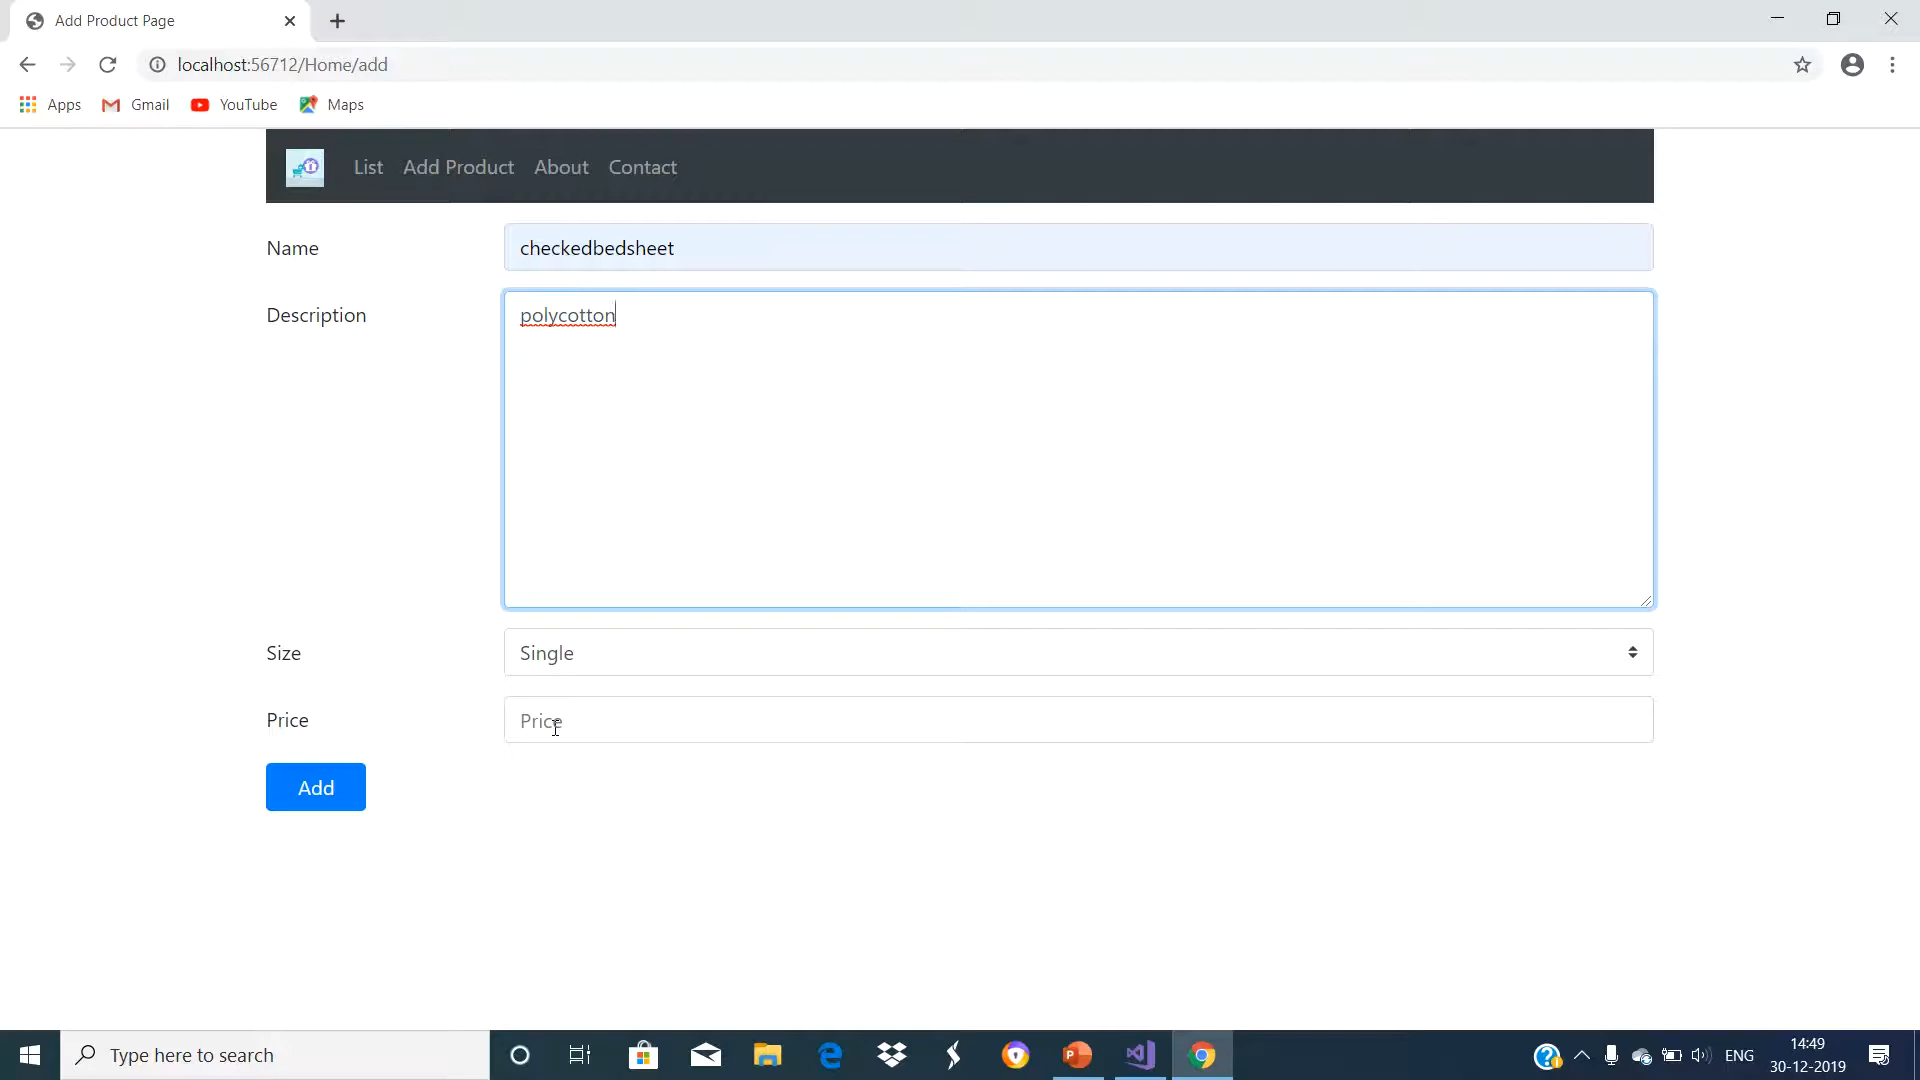 Add Product Page
localhost:56712/Home/add
Apps Gmail YouTube Maps
List Add Product About Contact
Name checkedbedsheet
Description polycotton
Size Single
Price Price
Add
Type here to search
ENG
14:49
30-12-2019